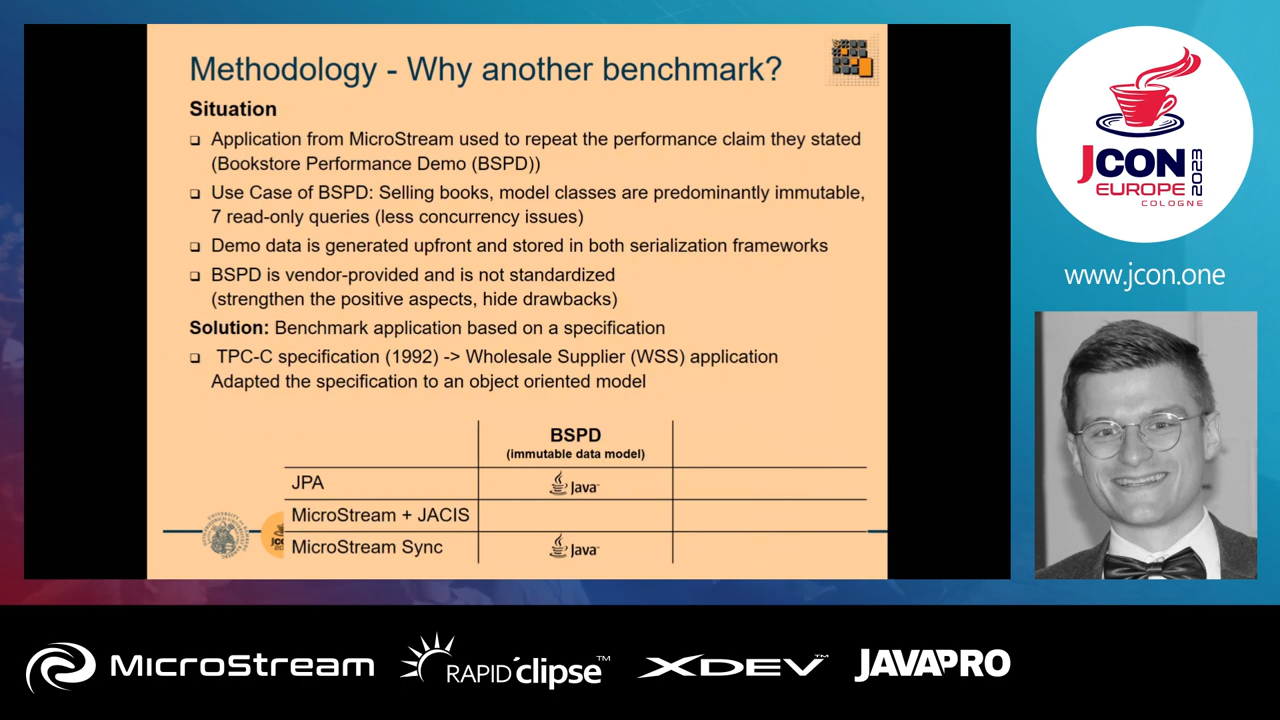 Methodology - Why another benchmark?
Situation
Application from MicroStream used to repeat the performance claim they stated
(Bookstore Performance Demo (BSPD))
Use Case of BSPD: Selling books, model classes are predominantly immutable,
7 read-only queries (less concurrency issues)
Demo data is generated upfront and stored in both serialization frameworks
BSPD is vendor-provided and is not standardized
(strengthen the positive aspects, hide drawbacks)
Solution: Benchmark application based on a specification
TPC-C specification (1992) -> Wholesale Supplier (WSS) application
Adapted the specification to an object oriented model
BSPD
(immutable data model)
JPA
Java
MicroStream + JACIS
MicroStream Sync
Java
JCON
EUROPE
COLOGNE
2023
www.jcon.one
MICROSTREAM
RAPIDclipse™
XDEV™
JAVAPRO